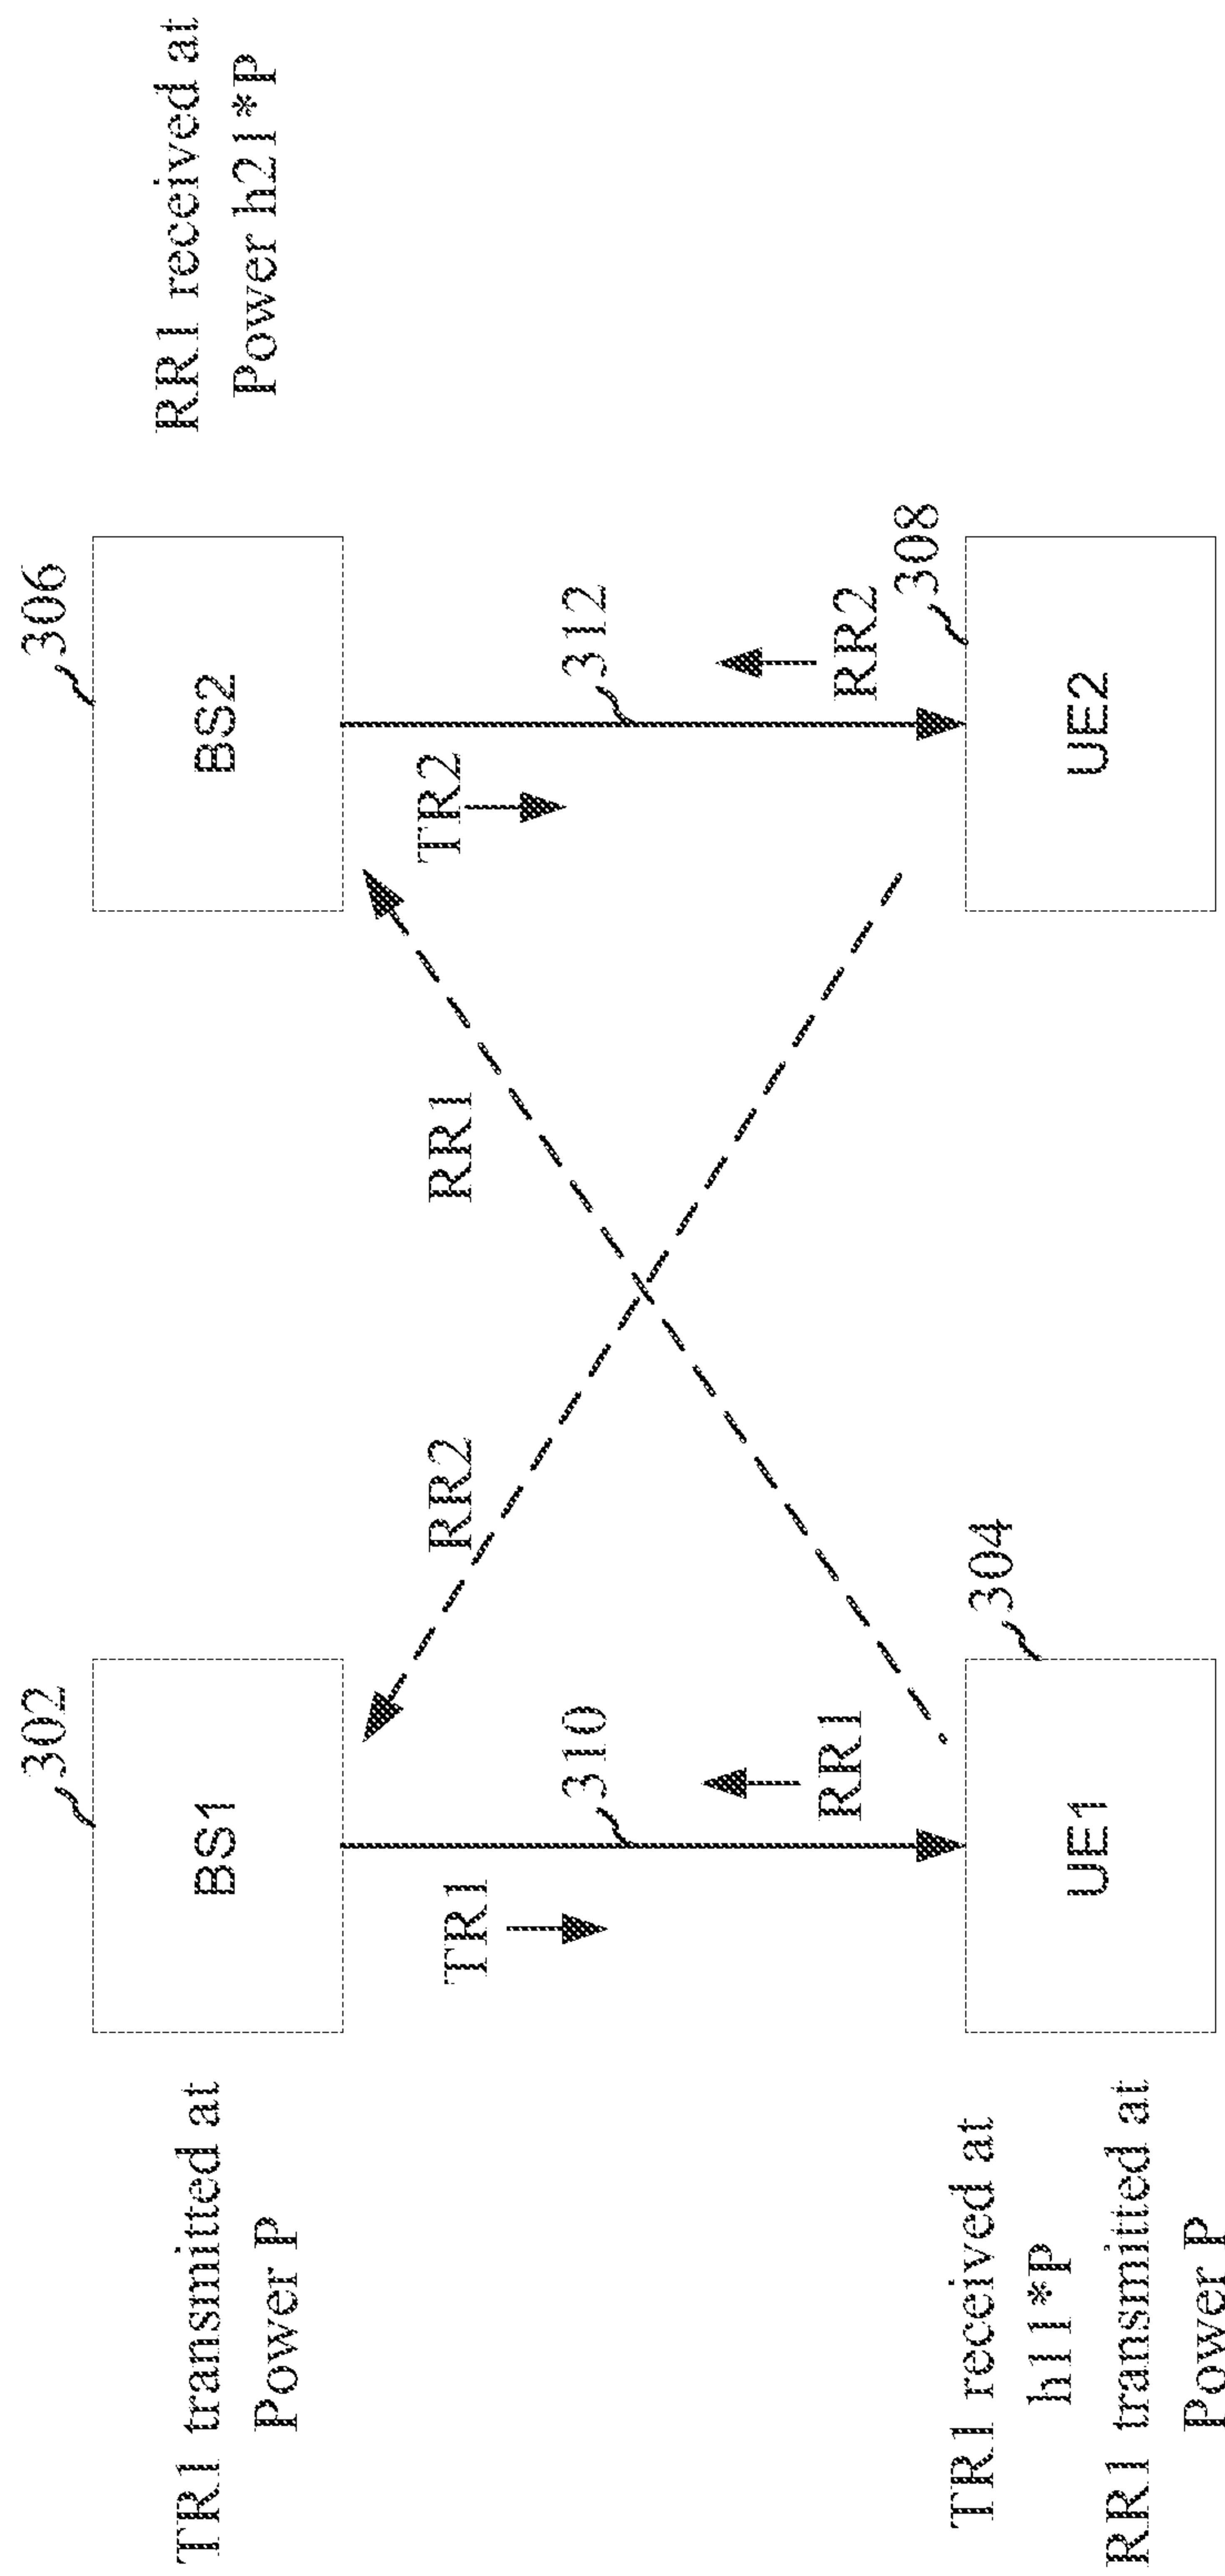 302
306
TR1 transmitted at
Power P
BS1
BS2
RR1 received at
Power h21*P
TR1
RR2
RR1
TR2
310
312
RR1
RR2
304
308
TR1 received at
h11*P
RR1 transmitted at
Power P
UE1
UE2